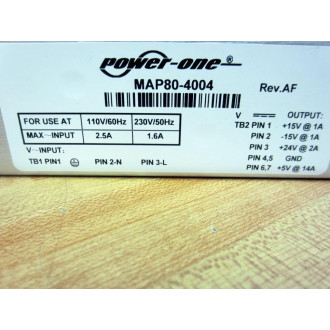 power-one®
MAP80-4004
Rev.AF
FOR USE AT 110V/60Hz 230V/50Hz
MAX~INPUT 2.5A 1.6A
V~INPUT:
TB1 PIN1 PIN 2-N PIN 3-L
V OUTPUT:
TB2 PIN 1 +15V @ 1A
PIN 2 -15V @ 1A
PIN 3 +24V @ 2A
PIN 4,5 GND
PIN 6,7 +5V @ 14A